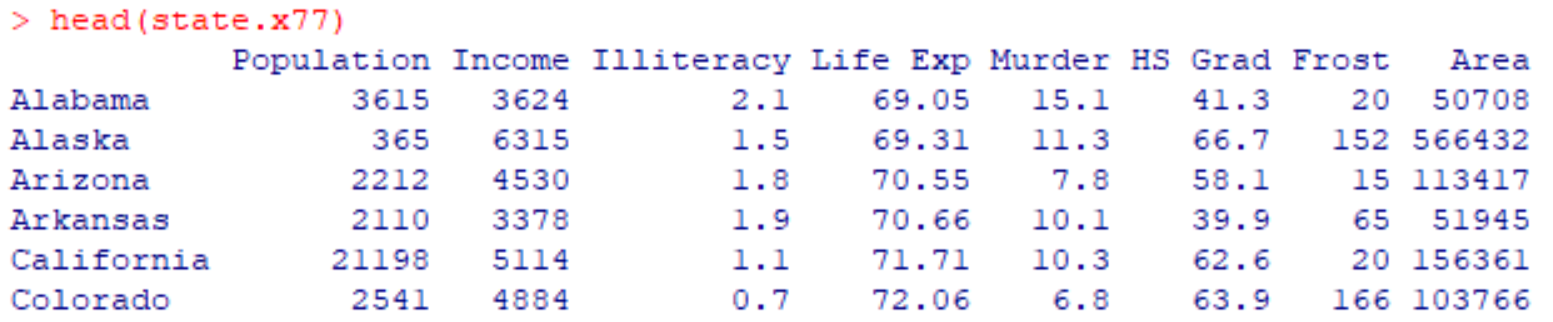 > head(state.x77)
           Population Income Illiteracy Life Exp Murder HS Grad Frost   Area
Alabama          3615   3624        2.1    69.05   15.1    41.3    20  50708
Alaska            365   6315        1.5    69.31   11.3    66.7   152 566432
Arizona          2212   4530        1.8    70.55    7.8    58.1    15 113417
Arkansas         2110   3378        1.9    70.66   10.1    39.9    65  51945
California      21198   5114        1.1    71.71   10.3    62.6    20 156361
Colorado         2541   4884        0.7    72.06    6.8    63.9   166 103766